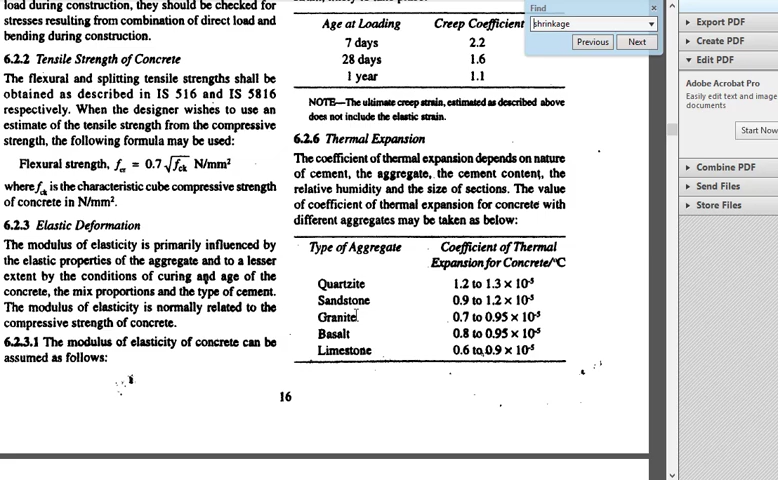 load during construction, they should be checked for
stresses resulting from combination of direct load and
bending during construction.
6.2.2 Tensile Strength of Concrete
The flexural and splitting tensile strengths shall be
obtained as described in IS 516 and IS 5816
respectively. When the designer wishes to use an
estimate of the tensile strength from the compressive
strength, the following formula may be used:
Flexural strength, fcr = 0.7 √fck N/mm²
where fck is the characteristic cube compressive strength
of concrete in N/mm².
6.2.3 Elastic Deformation
The modulus of elasticity is primarily influenced by
the elastic properties of the aggregate and to a lesser
extent by the conditions of curing and age of the
concrete, the mix proportions and the type of cement.
The modulus of elasticity is normally related to the
compressive strength of concrete.
6.2.3.1 The modulus of elasticity of concrete can be
assumed as follows:
Age at Loading Creep Coefficient
7 days 2.2
28 days 1.6
1 year 1.1
NOTE—The ultimate creep strain, estimated as described above
does not include the elastic strain.
6.2.6 Thermal Expansion
The coefficient of thermal expansion depends on nature
of cement, the aggregate, the cement content, the
relative humidity and the size of sections. The value
of coefficient of thermal expansion for concrete with
different aggregates may be taken as below:
Type of Aggregate Coefficient of Thermal
Expansion for Concrete/°C
Quartzite 1.2 to 1.3 × 10⁻⁵
Sandstone 0.9 to 1.2 × 10⁻⁵
Granite 0.7 to 0.95 × 10⁻⁵
Basalt 0.8 to 0.95 × 10⁻⁵
Limestone 0.6 to 0.9 × 10⁻⁵
16
Find
shrinkage
Previous Next
Export PDF
Create PDF
Edit PDF
Adobe Acrobat Pro
Easily edit text and image
documents
Start Now
Combine PDF
Send Files
Store Files